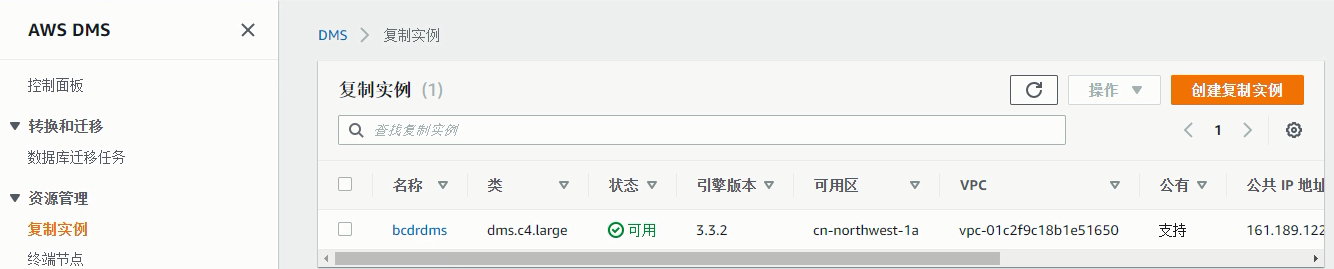 AWS DMS
控制面板
转换和迁移
数据库迁移任务
资源管理
复制实例
终端节点
DMS > 复制实例
复制实例 (1)
操作
创建复制实例
查找复制实例
1
名称 类 状态 引擎版本 可用区 VPC 公有 公共 IP 地址
bcdrdms dms.c4.large 可用 3.3.2 cn-northwest-1a vpc-01c2f9c18b1e51650 支持 161.189.122